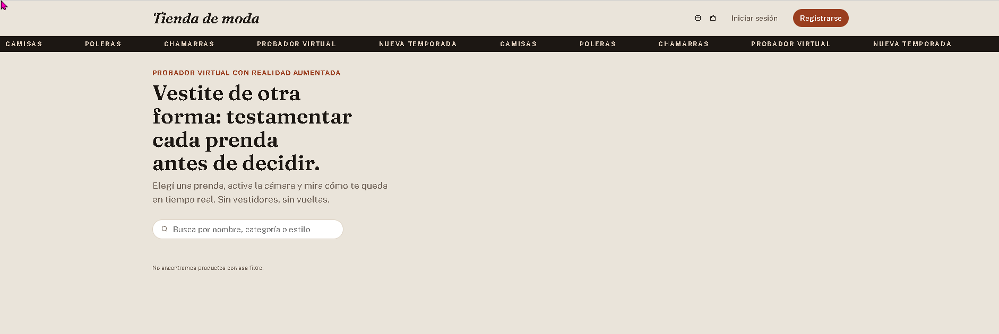 Tienda de moda
Iniciar sesión
Registrarse
CAMISAS POLERAS CHAMARRAS PROBADOR VIRTUAL NUEVA TEMPORADA CAMISAS POLERAS CHAMARRAS PROBADOR VIRTUAL NUEVA TEMPORADA
PROBADOR VIRTUAL CON REALIDAD AUMENTADA
Vestite de otra
forma: testamentar
cada prenda
antes de decidir.
Elegí una prenda, activa la cámara y mira cómo te queda
en tiempo real. Sin vestidores, sin vueltas.
Busca por nombre, categoría o estilo
No encontramos productos con ese filtro.